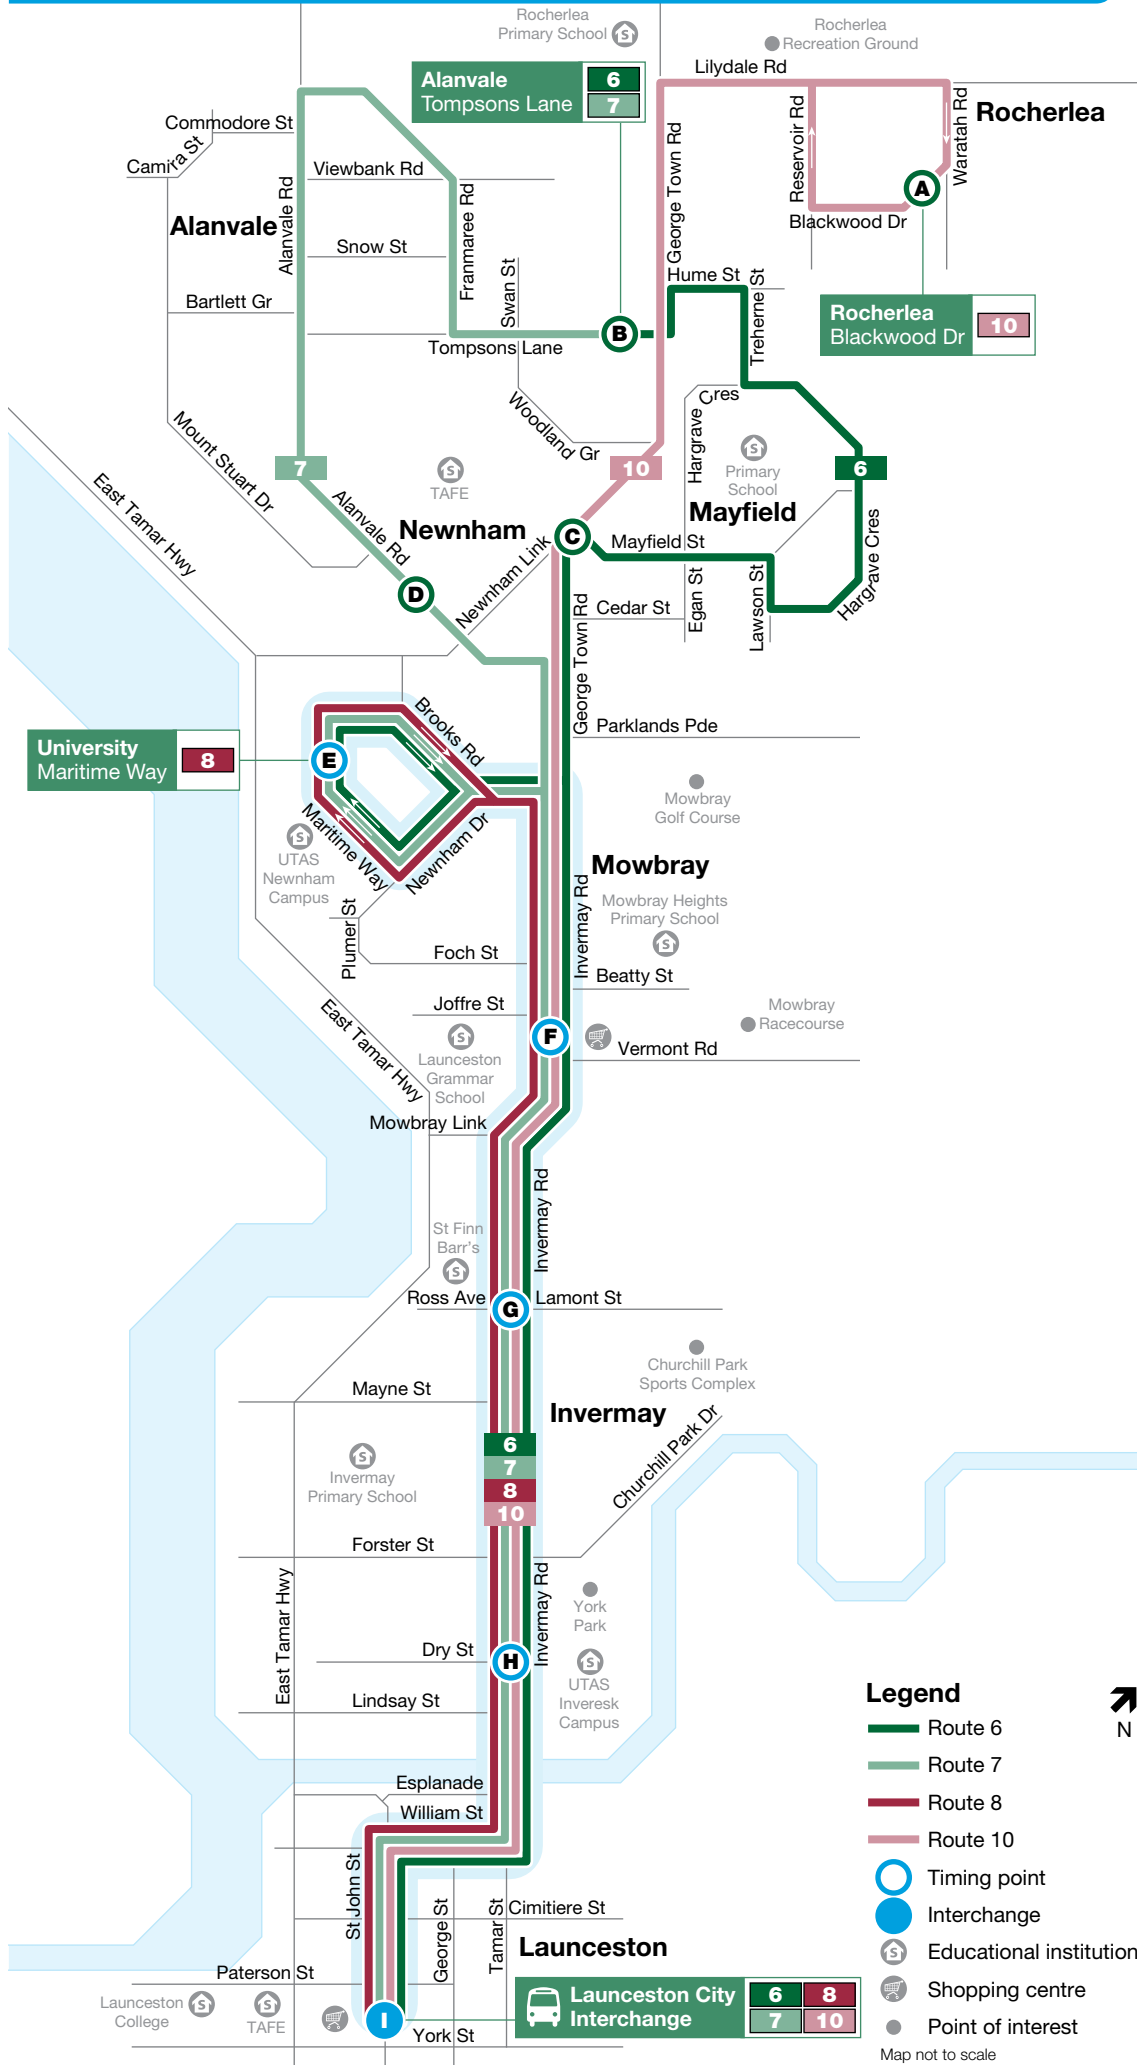 Rocherlea
Primary School
Rocherlea
Recreation Ground
Lilydale Rd
Alanvale
Tompsons Lane
6
7
Rocherlea
Commodore St
Camira St
Viewbank Rd
Alanvale Rd
Alanvale
Franmaree Rd
Snow St
Swan St
Bartlett Gr
Tompsons Lane
B
George Town Rd
Reservoir Rd
Waratah Rd
A
Blackwood Dr
Hume St
Treherne St
Rocherlea
Blackwood Dr
10
Woodland Gr
Hargrave
Cres
Mount Stuart Dr
East Tamar Hwy
7
TAFE
10
Primary
School
6
Alanvale Rd
Newnham
Mayfield
C
Mayfield St
Newnham Link
D
Cedar St
Egan St
Lawson St
Hargrave Cres
George Town Rd
Brooks Rd
Parklands Pde
University
Maritime Way
8
E
Mowbray
Golf Course
Maritime Way
Newnham Dr
UTAS
Newnham
Campus
Mowbray
Invermay Rd
Mowbray Heights
Primary School
Plumer St
Foch St
Beatty St
Joffre St
Mowbray
Racecourse
East Tamar Hwy
F
Vermont Rd
Launceston
Grammar
School
Mowbray Link
Invermay Rd
St Finn
Barr's
Ross Ave
G
Lamont St
Churchill Park
Sports Complex
Mayne St
Invermay
Churchill Park Dr
6
7
8
10
Invermay
Primary School
Forster St
East Tamar Hwy
Invermay Rd
York
Park
Dry St
H
UTAS
Inveresk
Campus
Lindsay St
Esplanade
William St
St John St
George St
Tamar St
Cimitiere St
Launceston
Paterson St
Launceston
College
TAFE
I
York St
Launceston City
Interchange
6
8
7
10
Legend
N
Route 6
Route 7
Route 8
Route 10
Timing point
Interchange
Educational institution
Shopping centre
Point of interest
Map not to scale